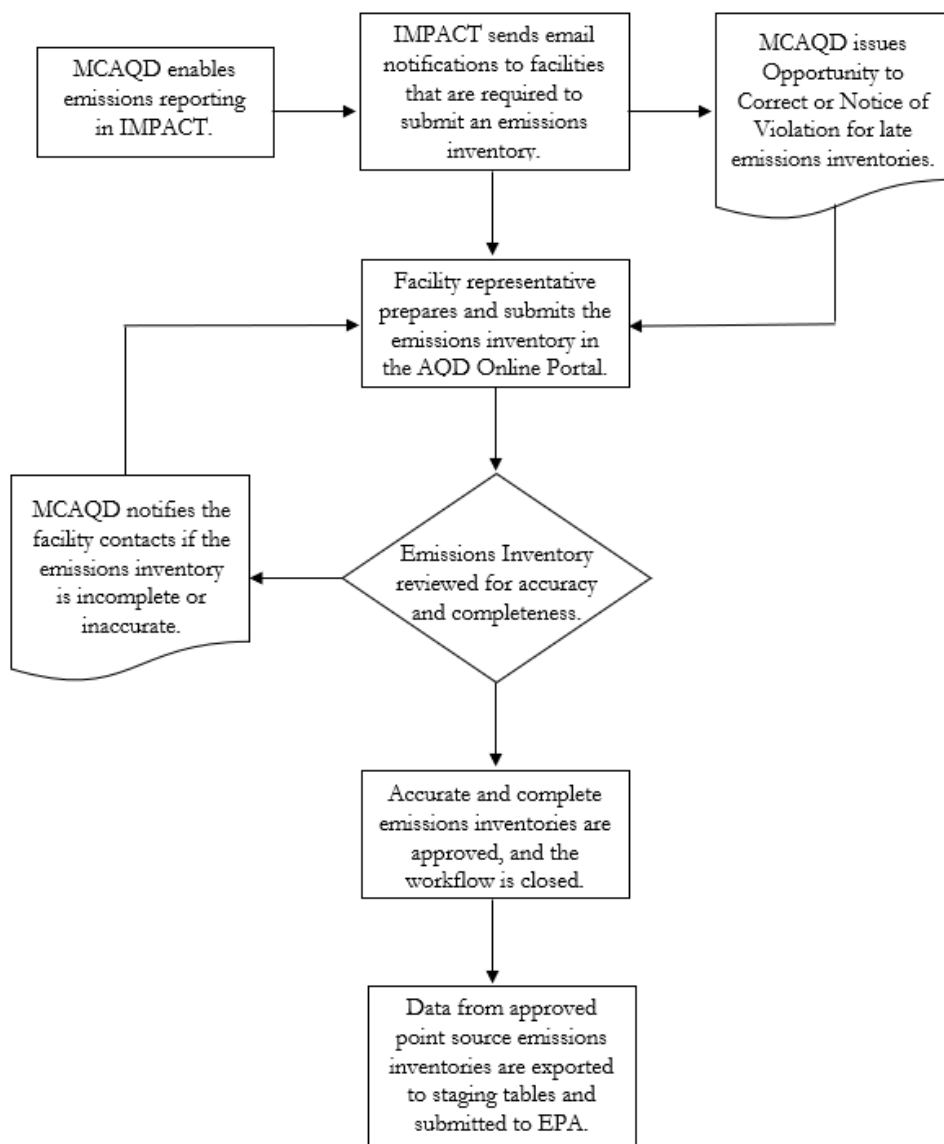 MCAQD enables
emissions reporting
in IMPACT.
IMPACT sends email
notifications to facilities
that are required to
submit an emissions
inventory.
MCAQD issues
Opportunity to
Correct or Notice of
Violation for late
emissions inventories.
Facility representative
prepares and submits the
emissions inventory in
the AQD Online Portal.
MCAQD notifies the
facility contacts if the
emissions inventory
is incomplete or
inaccurate.
Emissions Inventory
reviewed for accuracy
and completeness.
Accurate and complete
emissions inventories are
approved, and the
workflow is closed.
Data from approved
point source emissions
inventories are exported
to staging tables and
submitted to EPA.